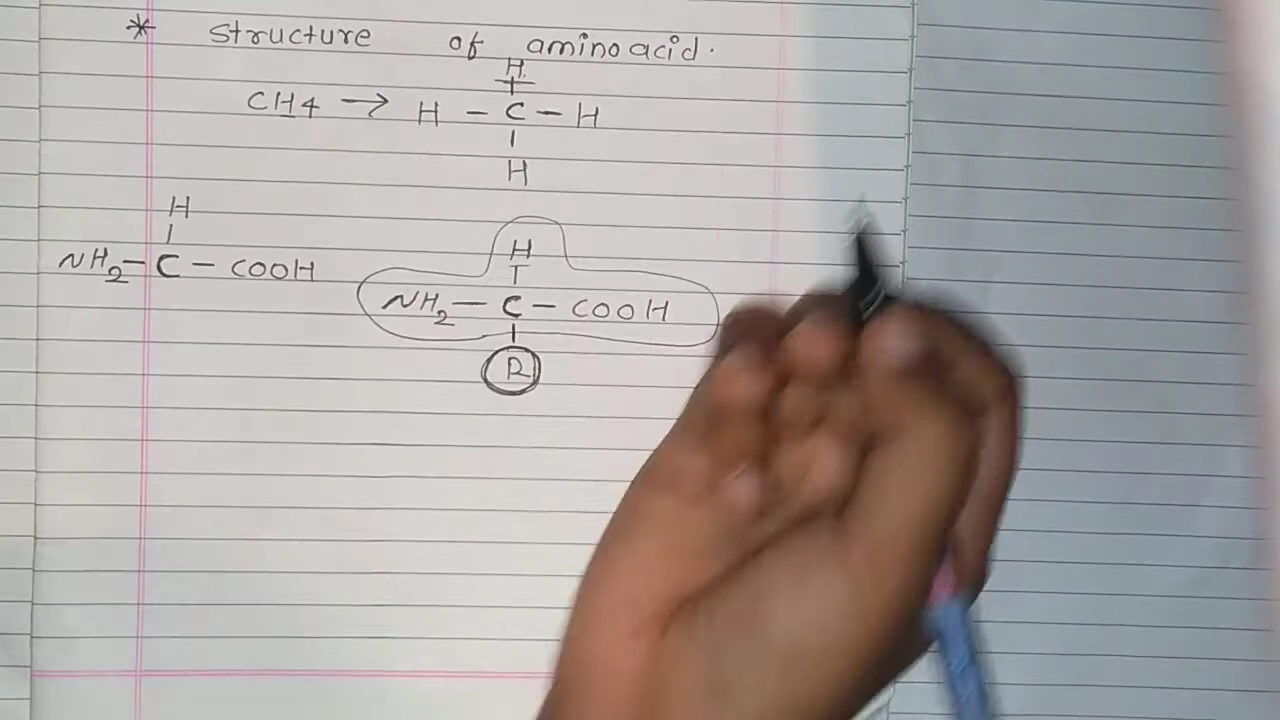 * Structure of aminoacid.
H
CH4 → H - C - H
H
H
NH2 - C - COOH
H
NH2 - C - COOH
R